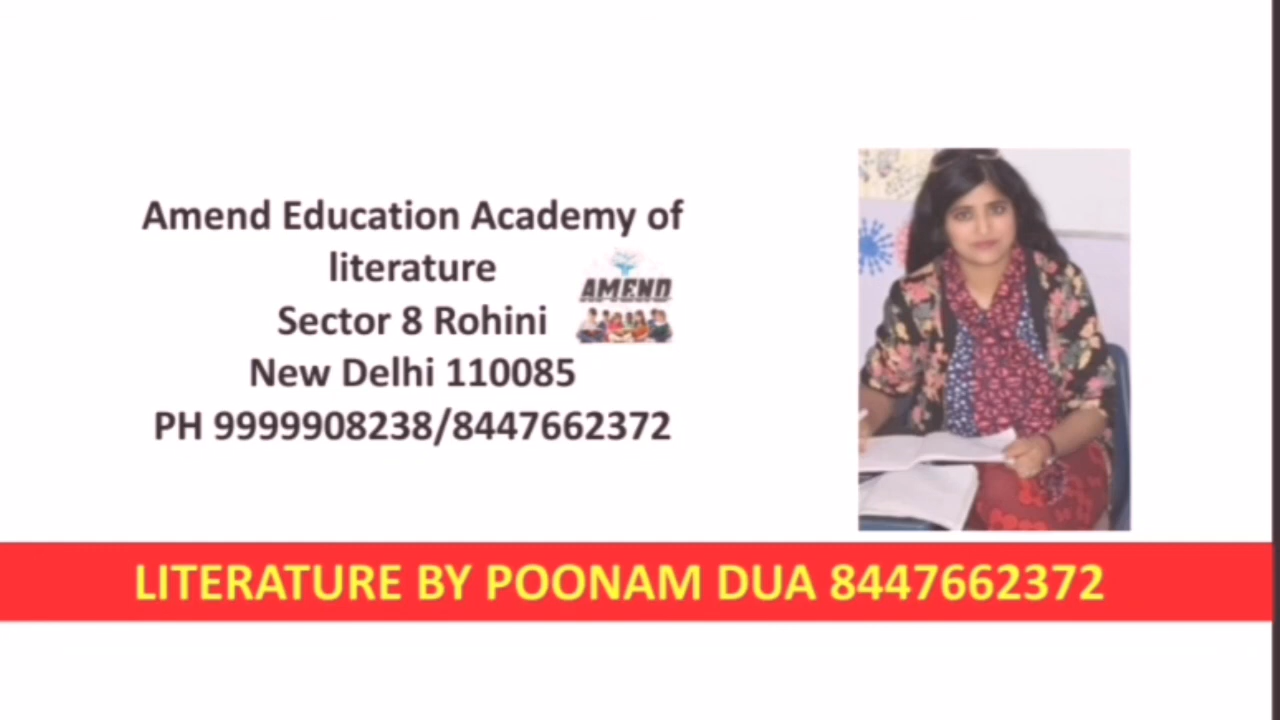 Amend Education Academy of
literature
AMEND
Sector 8 Rohini
New Delhi 110085
PH 9999908238/8447662372
LITERATURE BY POONAM DUA 8447662372